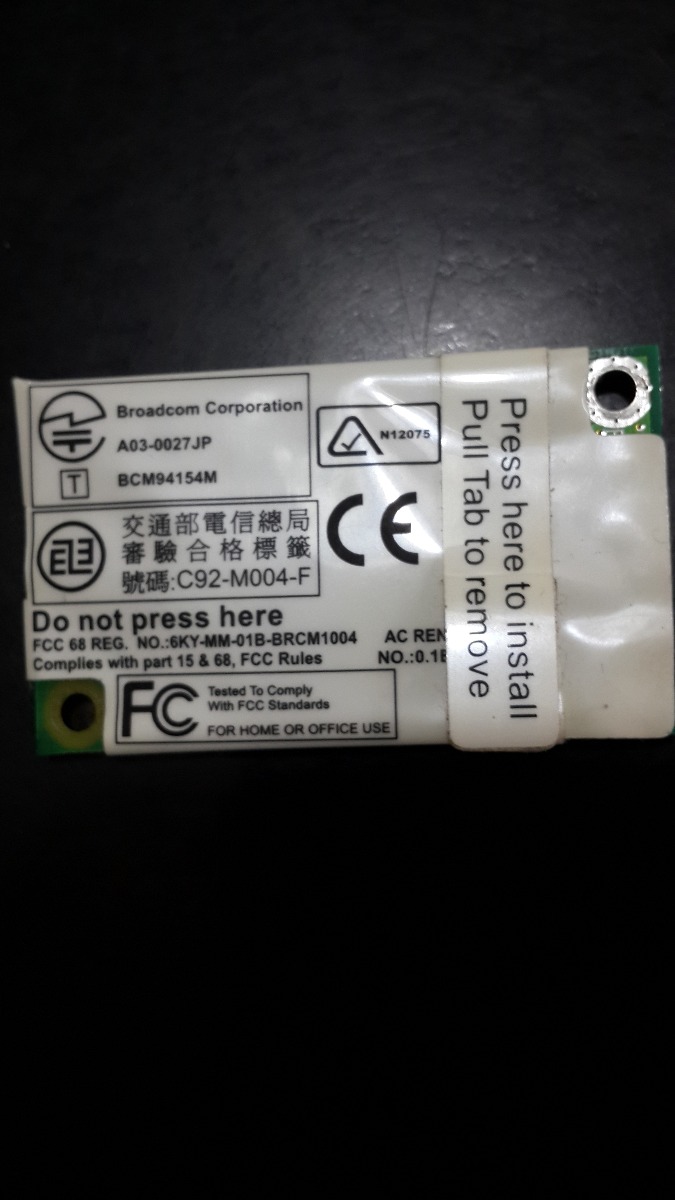 Broadcom Corporation
A03-0027JP
T
BCM94154M
N12075
交通部電信總局
審驗合格標籤
號碼:C92-M004-F
CE
Do not press here
FCC 68 REG. NO.:6KY-MM-01B-BRCM1004
Complies with part 15 & 68, FCC Rules
AC REN
NO.:0.1
FC
Tested To Comply
With FCC Standards
FOR HOME OR OFFICE USE
Press here to install
Pull Tab to remove